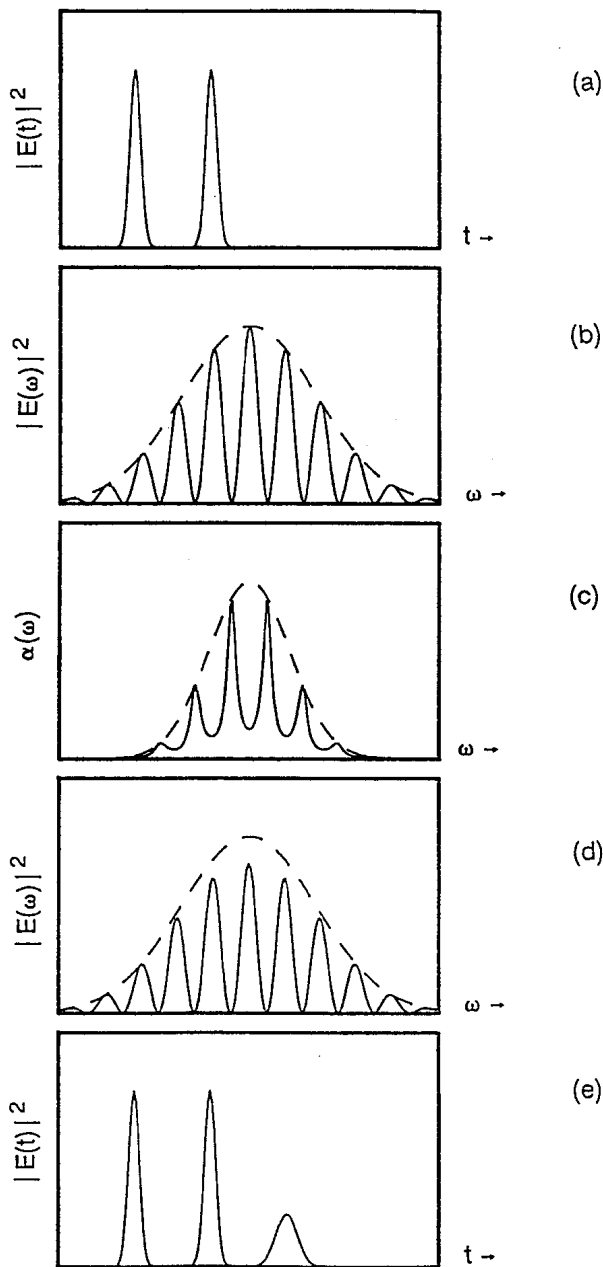 |E(t)|²
t →
(a)
|E(ω)|²
ω →
(b)
α(ω)
ω →
(c)
|E(ω)|²
ω →
(d)
|E(t)|²
t →
(e)